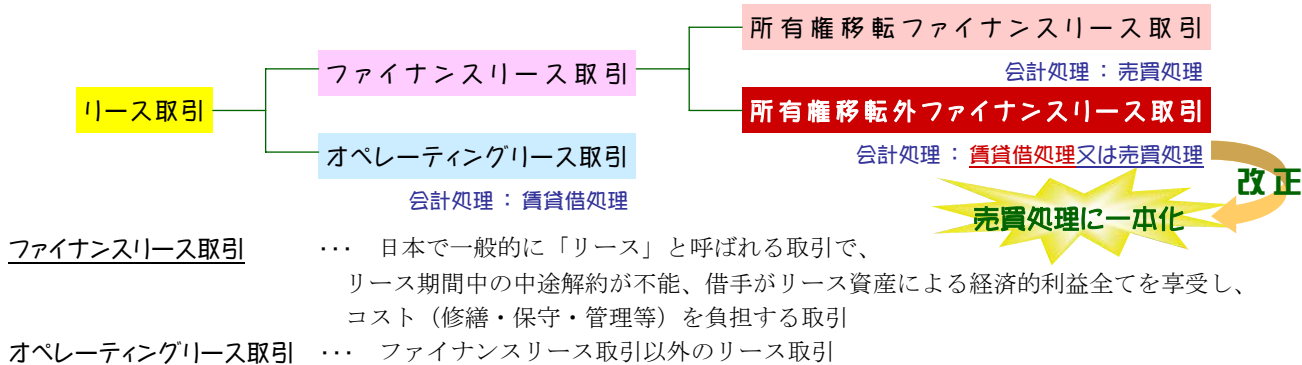 所有権移転ファイナンスリース取引
ファイナンスリース取引
会計処理：売買処理
リース取引
所有権移転外ファイナンスリース取引
オペレーティングリース取引
会計処理：賃貸借処理又は売買処理
改正
会計処理：賃貸借処理
売買処理に一本化
ファイナンスリース取引 ･･･ 日本で一般的に「リース」と呼ばれる取引で、
リース期間中の中途解約が不能、借手がリース資産による経済的利益全てを享受し、
コスト（修繕・保守・管理等）を負担する取引
オペレーティングリース取引 ･･･ ファイナンスリース取引以外のリース取引